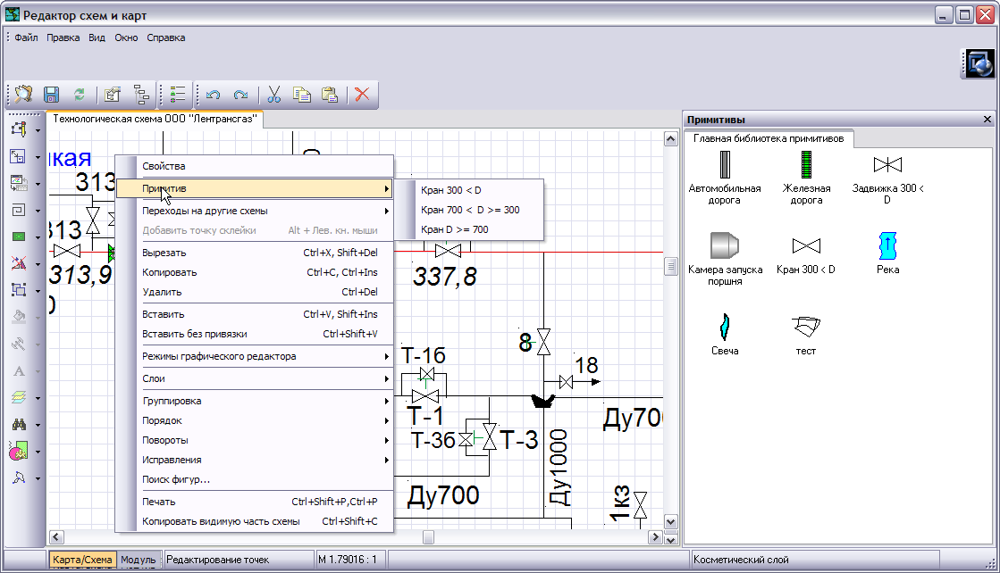 Редактор схем и карт
Файл Правка Вид Окно Справка
Технологическая схема ООО "Лентрансгаз"
Примитивы
Главная библиотека примитивов
Автомобильная
дорога
Железная
дорога
Задвижка 300 <
D
Камера запуска
поршня
Кран 300 < D
Река
Свеча
тест
кая
313
313
313,9
0
Свойства
Примитив
Переходы на другие схемы
Добавить точку склейки Alt + Лев. кн. мыши
Вырезать Ctrl+X, Shift+Del
Копировать Ctrl+C, Ctrl+Ins
Удалить Ctrl+Del
Вставить Ctrl+V, Shift+Ins
Вставить без привязки Ctrl+Shift+V
Режимы графического редактора
Слои
Группировка
Порядок
Повороты
Исправления
Поиск фигур...
Печать Ctrl+Shift+P,Ctrl+P
Копировать видимую часть схемы Ctrl+Shift+C
Кран 300 < D
Кран 700 < D >= 300
Кран D >= 700
337,8
8
18
Т-1б
Т-1
Т-3б
Т-3
Ду700
Ду700
Ду1000
1кз
Карта/Схема Модуль Редактирование точек М 1.79016 : 1 Косметический слой